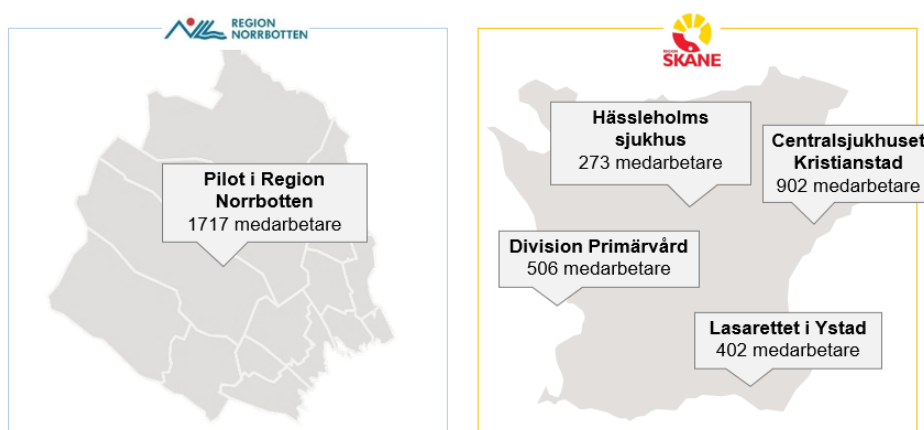 REGION
NORRBOTTEN
Pilot i Region
Norrbotten
1717 medarbetare
REGION
SKÅNE
Hässleholms
sjukhus
273 medarbetare
Centralsjukhuset
Kristianstad
902 medarbetare
Division Primärvård
506 medarbetare
Lasarettet i Ystad
402 medarbetare